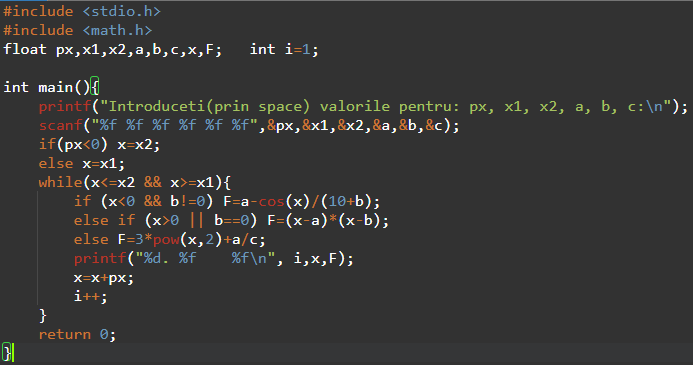 #include <stdio.h>
#include <math.h>
float px,x1,x2,a,b,c,x,F;   int i=1;

int main(){
    printf("Introduceti(prin space) valorile pentru: px, x1, x2, a, b, c:\n");
    scanf("%f %f %f %f %f %f",&px,&x1,&x2,&a,&b,&c);
    if(px<0) x=x2;
    else x=x1;
    while(x<=x2 && x>=x1){
        if (x<0 && b!=0) F=a-cos(x)/(10+b);
        else if (x>0 || b==0) F=(x-a)*(x-b);
        else F=3*pow(x,2)+a/c;
        printf("%d. %f    %f\n", i,x,F);
        x=x+px;
        i++;
    }
    return 0;
}